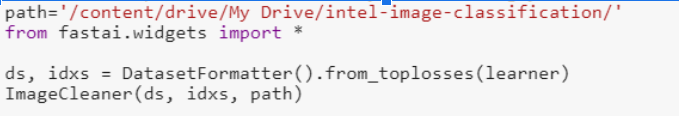 path='/content/drive/My Drive/intel-image-classification/'
from fastai.widgets import *
ds, idxs = DatasetFormatter().from_toplosses(learner)
ImageCleaner(ds, idxs, path)